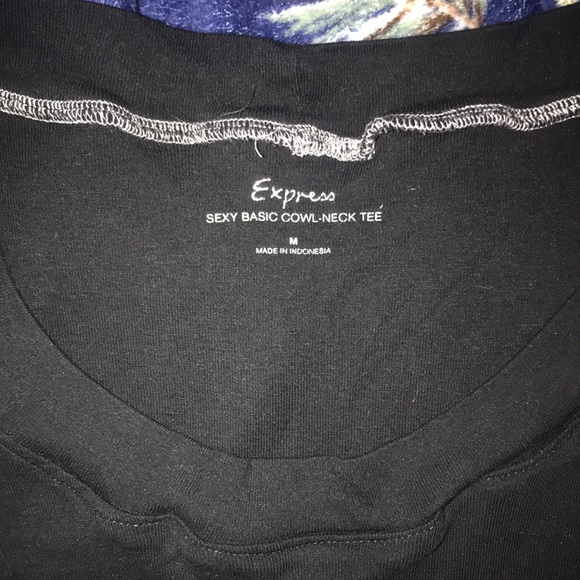 Express
SEXY BASIC COWL-NECK TEE
M
MADE IN INDONESIA